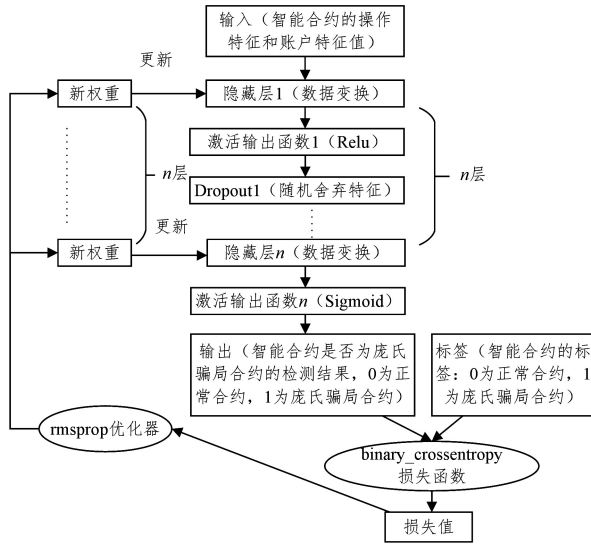 输入（智能合约的操作
特征和账户特征值）
更新
新权重
隐藏层1（数据变换）
激活输出函数1（Relu）
n层
n层
Dropout1（随机舍弃特征）
更新
新权重
隐藏层n（数据变换）
激活输出函数n（Sigmoid）
输出（智能合约是否为庞氏
骗局合约的检测结果，0为正
常合约，1为庞氏骗局合约）
标签（智能合约的标
签：0为正常合约，1
为庞氏骗局合约）
rmsprop优化器
binary_crossentropy
损失函数
损失值